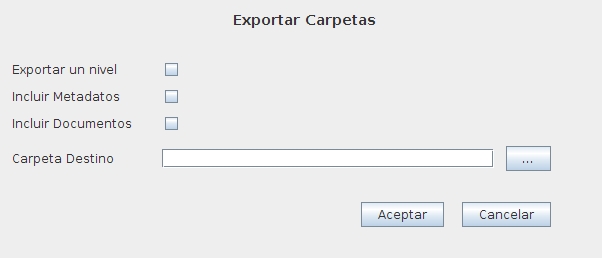 Exportar Carpetas
Exportar un nivel
Incluir Metadatos
Incluir Documentos
Carpeta Destino ...
Aceptar Cancelar